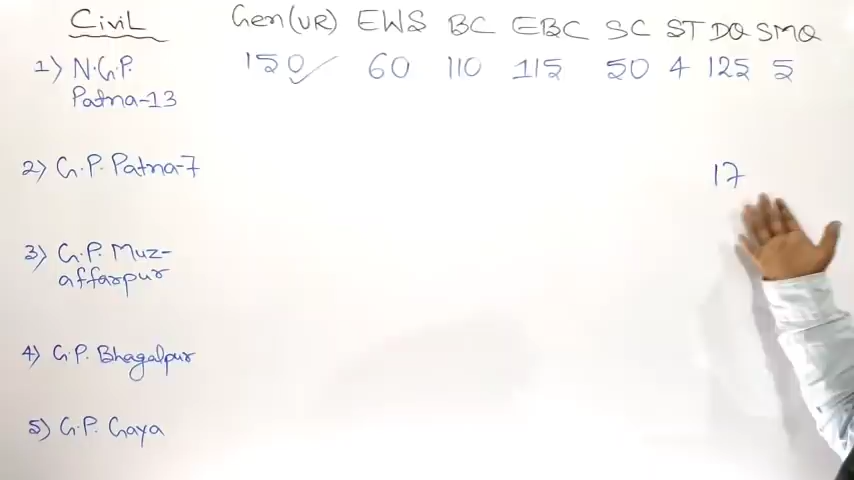 Civil Gen(UR) EWS BC EBC SC ST DQ SMQ
1) N.G.P. 150 60 110 115 50 4 125 5
Patna-13
2) G.P. Patna-7 17
3) G.P. Muz-
affarpur
4) G.P. Bhagalpur
5) G.P. Gaya